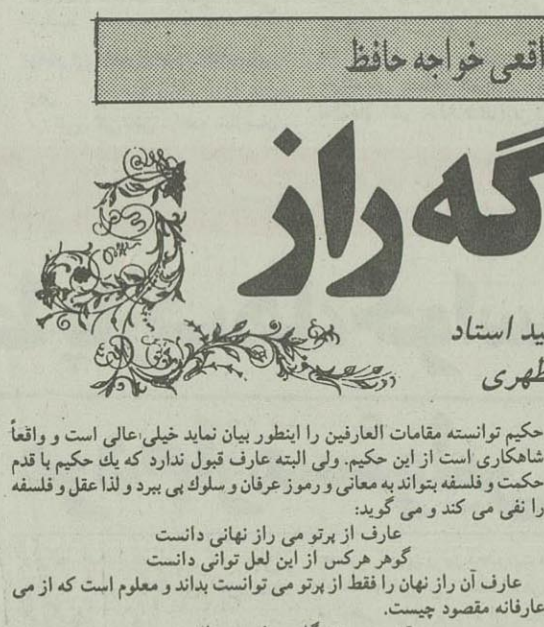 اقعی خواجه حافظ
گه راز
ید استاد
طهری
حکیم توانسته مقامات العارفین را اینطور بیان نماید خیلی عالی است و واقعاً
شاهکاری است از این حکیم. ولی البته عارف قبول ندارد که یك حکیم با قدم
حکمت و فلسفه بتواند به معانی و رموز عرفان و سلوك پی ببرد و لذا عقل و فلسفه
را نفی می کند و می گوید:
عارف از پرتو می راز نهانی دانست
گوهر هرکس از این لعل توانی دانست
عارف آن راز نهان را فقط از پرتو می توانست بداند و معلوم است که از می
عارفانه مقصود چیست.